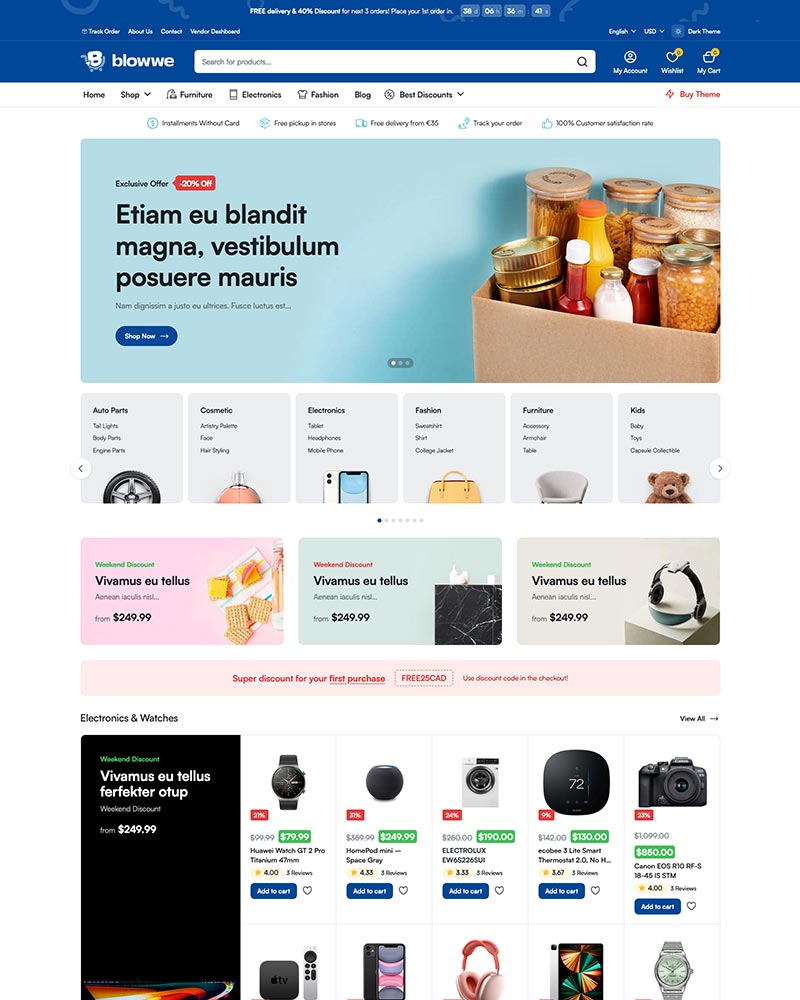 FREE delivery & 40% Discount for next 3 orders! Place your 1st order in. 38 d 06 h 36 m : 41 s
Track Order About Us Contact Vendor Dashboard English USD Dark Theme
blowwe
Search for products...
My Account Wishlist My Cart
0 0
Home Shop Furniture Electronics Fashion Blog Best Discounts Buy Theme
Installments Without Card Free pickup in stores Free delivery from €35 Track your order 100% Customer satisfaction rate
Exclusive Offer -20% Off
Etiam eu blandit
magna, vestibulum
posuere mauris
Nam dignissim a justo eu ultrices. Fusce luctus est...
Shop Now
Auto Parts
Tail Lights
Body Parts
Engine Parts
Cosmetic
Artistry Palette
Face
Hair Styling
Electronics
Tablet
Headphones
Mobile Phone
Fashion
Sweatshirt
Shirt
College Jacket
Furniture
Accessory
Armchair
Table
Kids
Baby
Toys
Capsule Collectible
Weekend Discount
Vivamus eu tellus
Aenean iaculis nisl...
from $249.99
Weekend Discount
Vivamus eu tellus
Aenean iaculis nisl...
from $249.99
Weekend Discount
Vivamus eu tellus
Aenean iaculis nisl...
from $249.99
Super discount for your first purchase FREE25CAD Use discount code in the checkout!
Electronics & Watches View All
Weekend Discount
Vivamus eu tellus
ferfekter otup
Weekend Discount
from $249.99
21%
$99.99 $79.99
Huawei Watch GT 2 Pro
Titanium 47mm
4.00 3 Reviews
Add to cart
31%
$359.99 $249.99
HomePod mini –
Space Gray
4.33 3 Reviews
Add to cart
24%
$250.00 $190.00
ELECTROLUX
EW6S226SUI
3.33 3 Reviews
Add to cart
72
9%
$142.00 $130.00
ecobee 3 Lite Smart
Thermostat 2.0, No H...
3.67 3 Reviews
Add to cart
Canon
23%
$1,099.00
$850.00
Canon EOS R10 RF-S
18-45 IS STM
4.00 3 Reviews
Add to cart
tv